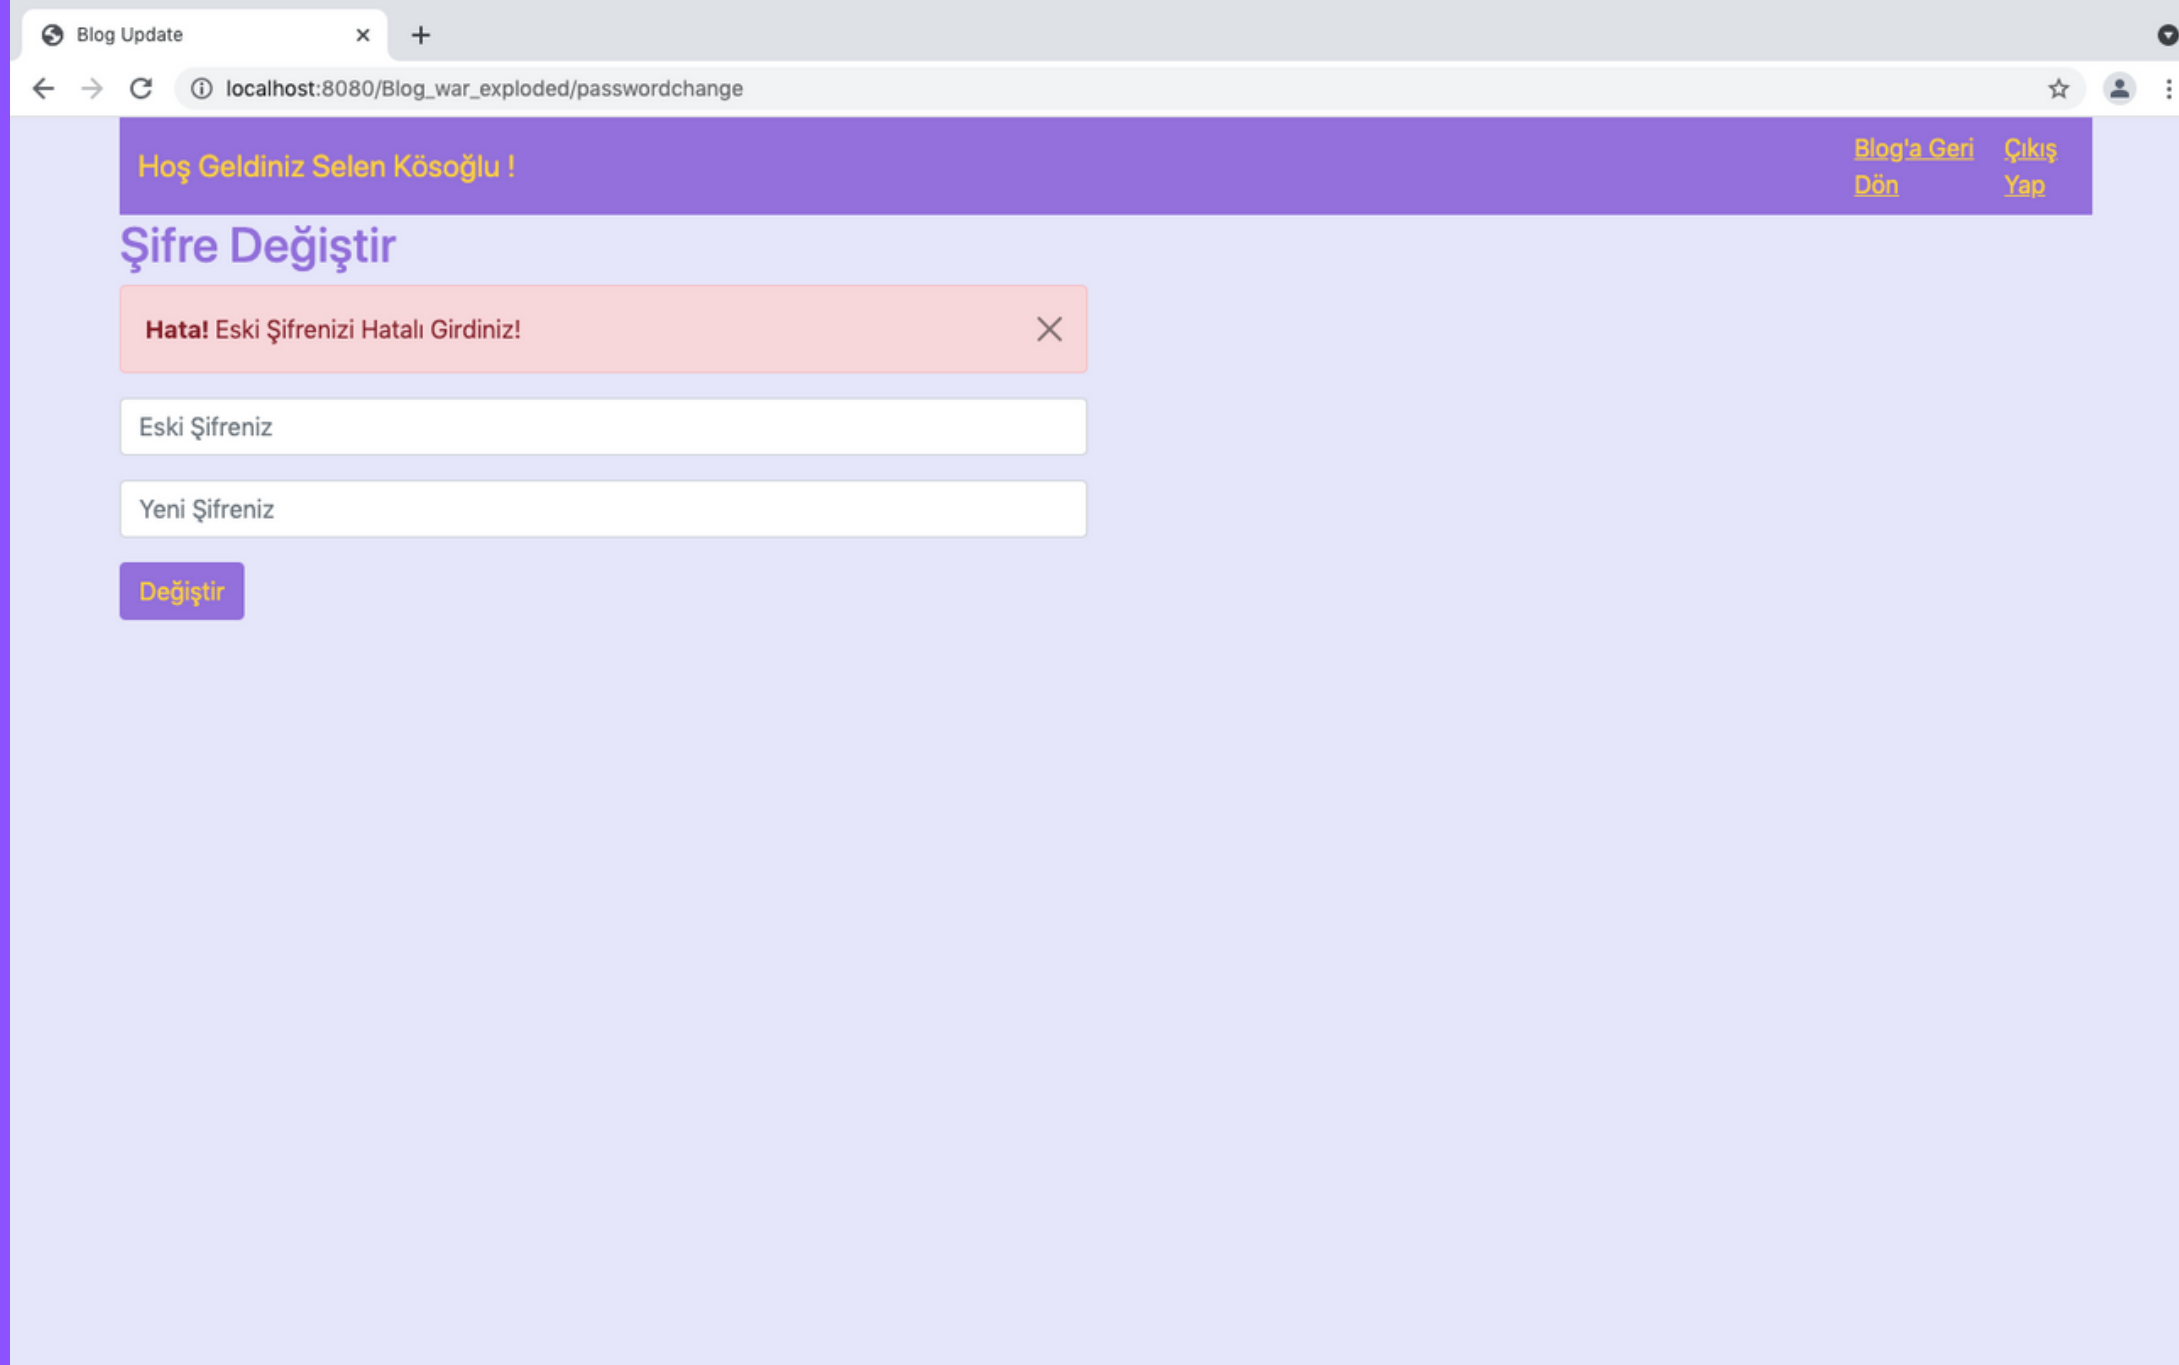 Blog Update
localhost:8080/Blog_war_exploded/passwordchange
Hoş Geldiniz Selen Kösoğlu !
Blog'a Geri
Dön
Çıkış
Yap
Şifre Değiştir
Hata! Eski Şifrenizi Hatalı Girdiniz!
Eski Şifreniz
Yeni Şifreniz
Değiştir